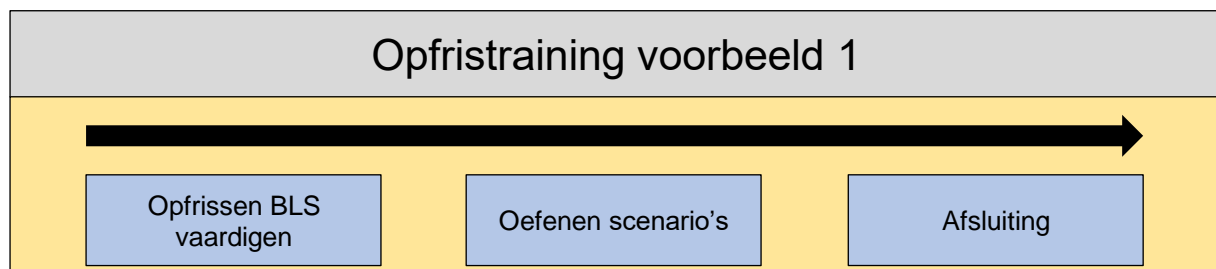 Opfristraining voorbeeld 1
Opfrissen BLS
vaardigen
Oefenen scenario's
Afsluiting